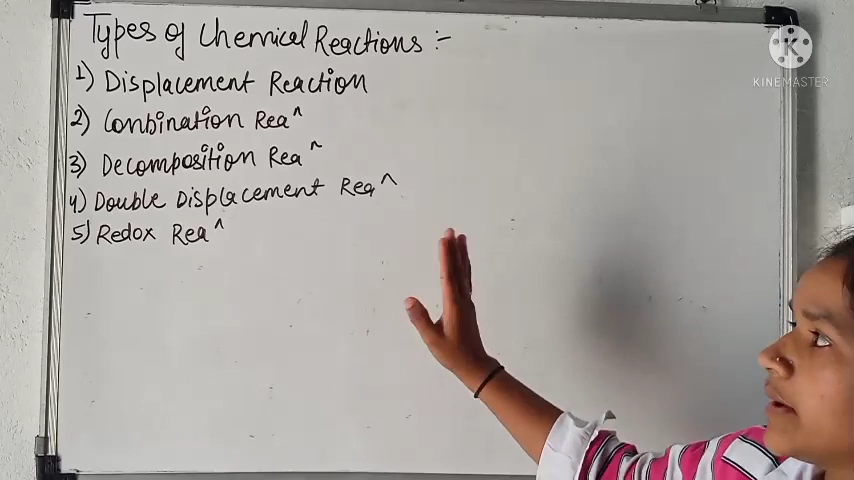 Types of Chemical Reactions :-
1) Displacement Reaction
2) Combination Rea^
3) Decomposition Rea^
4) Double Displacement Rea^
5) Redox Rea^
K
KINEMASTER